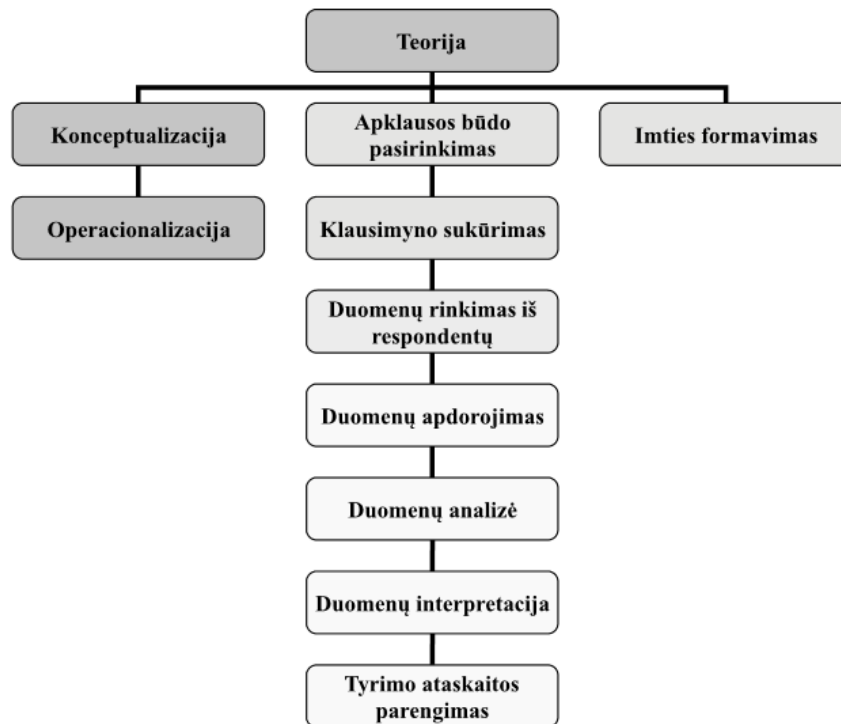 Teorija
Konceptualizacija
Apklausos būdo
pasirinkimas
Imties formavimas
Operacionalizacija
Klausimyno sukūrimas
Duomenų rinkimas iš
respondentų
Duomenų apdorojimas
Duomenų analizė
Duomenų interpretacija
Tyrimo ataskaitos
parengimas